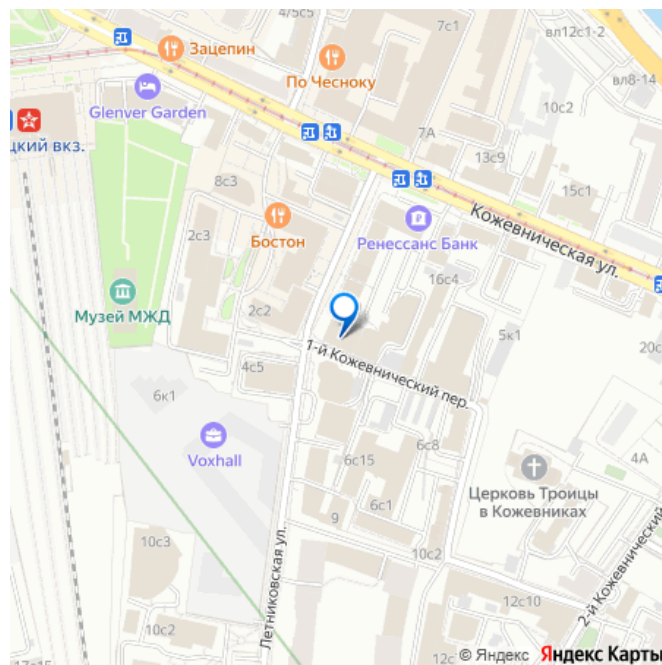 4/5с5
7с1
вл12с1-2
Зацепин
По Чесноку
вл8-14
Glenver Garden
10с2
цкий вкз.
7А
13с9
8с3
15с1
Кожевническая ул.
Бостон
2с3
Ренессанс Банк
16с4
Музей МЖД
2с2
5к1
20с
1-й Кожевнический пер.
4с5
6к1
Voxhall
6с8
6с15
4А
Церковь Троицы
в Кожевниках
6с1
9
Летниковская ул.
10с3
10с2
2-й Кожевнический
12с10
10с2
17с15
© Яндекс Яндекс Карты